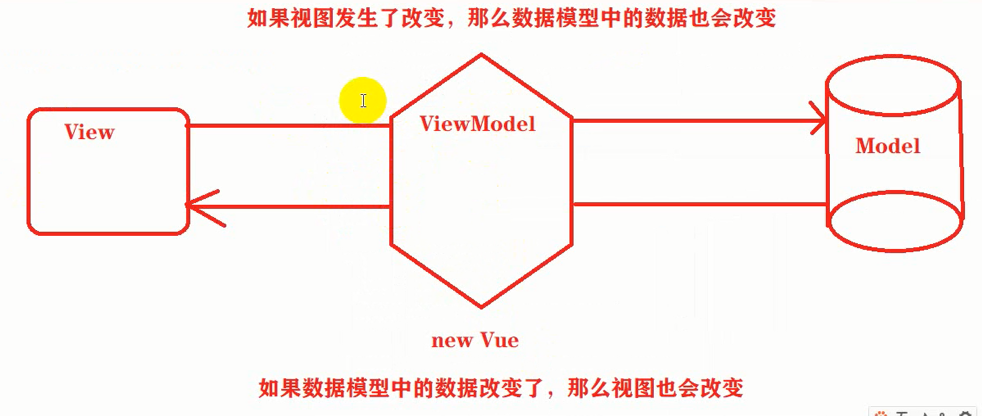 如果视图发生了改变，那么数据模型中的数据也会改变
View
ViewModel
Model
new Vue
如果数据模型中的数据改变了，那么视图也会改变